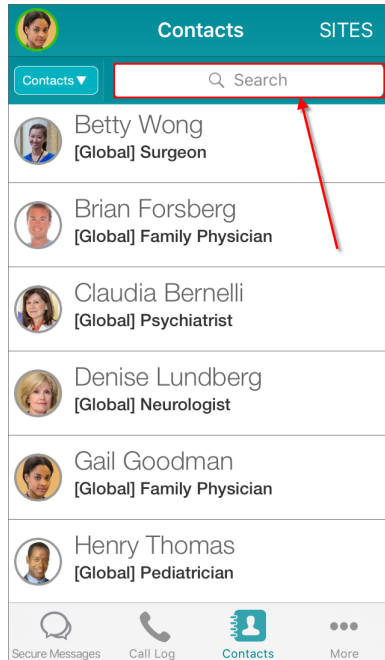 Contacts SITES
Contacts▼ Search
Betty Wong
[Global] Surgeon
Brian Forsberg
[Global] Family Physician
Claudia Bernelli
[Global] Psychiatrist
Denise Lundberg
[Global] Neurologist
Gail Goodman
[Global] Family Physician
Henry Thomas
[Global] Pediatrician
Secure Messages Call Log Contacts More